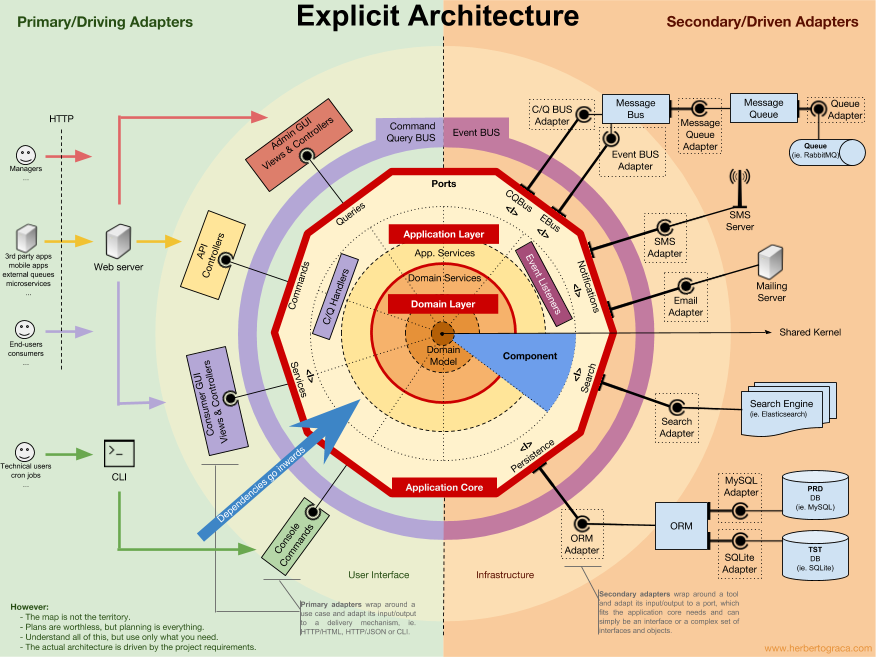 Explicit Architecture
Primary/Driving Adapters
Secondary/Driven Adapters
HTTP
Managers
...
3rd party apps
mobile apps
external queues
microservices
...
End-users
consumers
...
Technical users
cron jobs
...
Web server
CLI
Admin GUI
Views & Controllers
API
Controllers
Consumer GUI
Views & Controllers
Console
Commands
Command
Query BUS
Event BUS
Ports
Queries
Commands
Services
</>
CQBus
</>
EBus
</>
Notifications
</>
Search
</>
Persistence
</>
Application Layer
App. Services
Domain Services
Domain Layer
Domain
Model
C/Q Handlers
Event Listeners
Component
Application Core
Dependencies go inwards
C/Q BUS
Adapter
Message
Bus
Message
Queue
Adapter
Message
Queue
Queue
Adapter
Queue
(ie. RabbitMQ)
Event BUS
Adapter
SMS
Adapter
SMS
Server
Email
Adapter
Mailing
Server
Shared Kernel
Search
Adapter
Search Engine
(ie. Elasticsearch)
ORM
Adapter
ORM
MySQL
Adapter
PRD
DB
(ie. MySQL)
SQLite
Adapter
TST
DB
(ie. SQLite)
User Interface
Infrastructure
Primary adapters wrap around a
use case and adapt its input/output
to a delivery mechanism, ie.
HTTP/HTML, HTTP/JSON or CLI.
Secondary adapters wrap around a tool
and adapt its input/output to a port, which
fits the application core needs and can
simply be an interface or a complex set of
interfaces and objects.
However:
- The map is not the territory.
- Plans are worthless, but planning is everything.
- Understand all of this, but use only what you need.
- The actual architecture is driven by the project requirements.
www.herbertograca.com